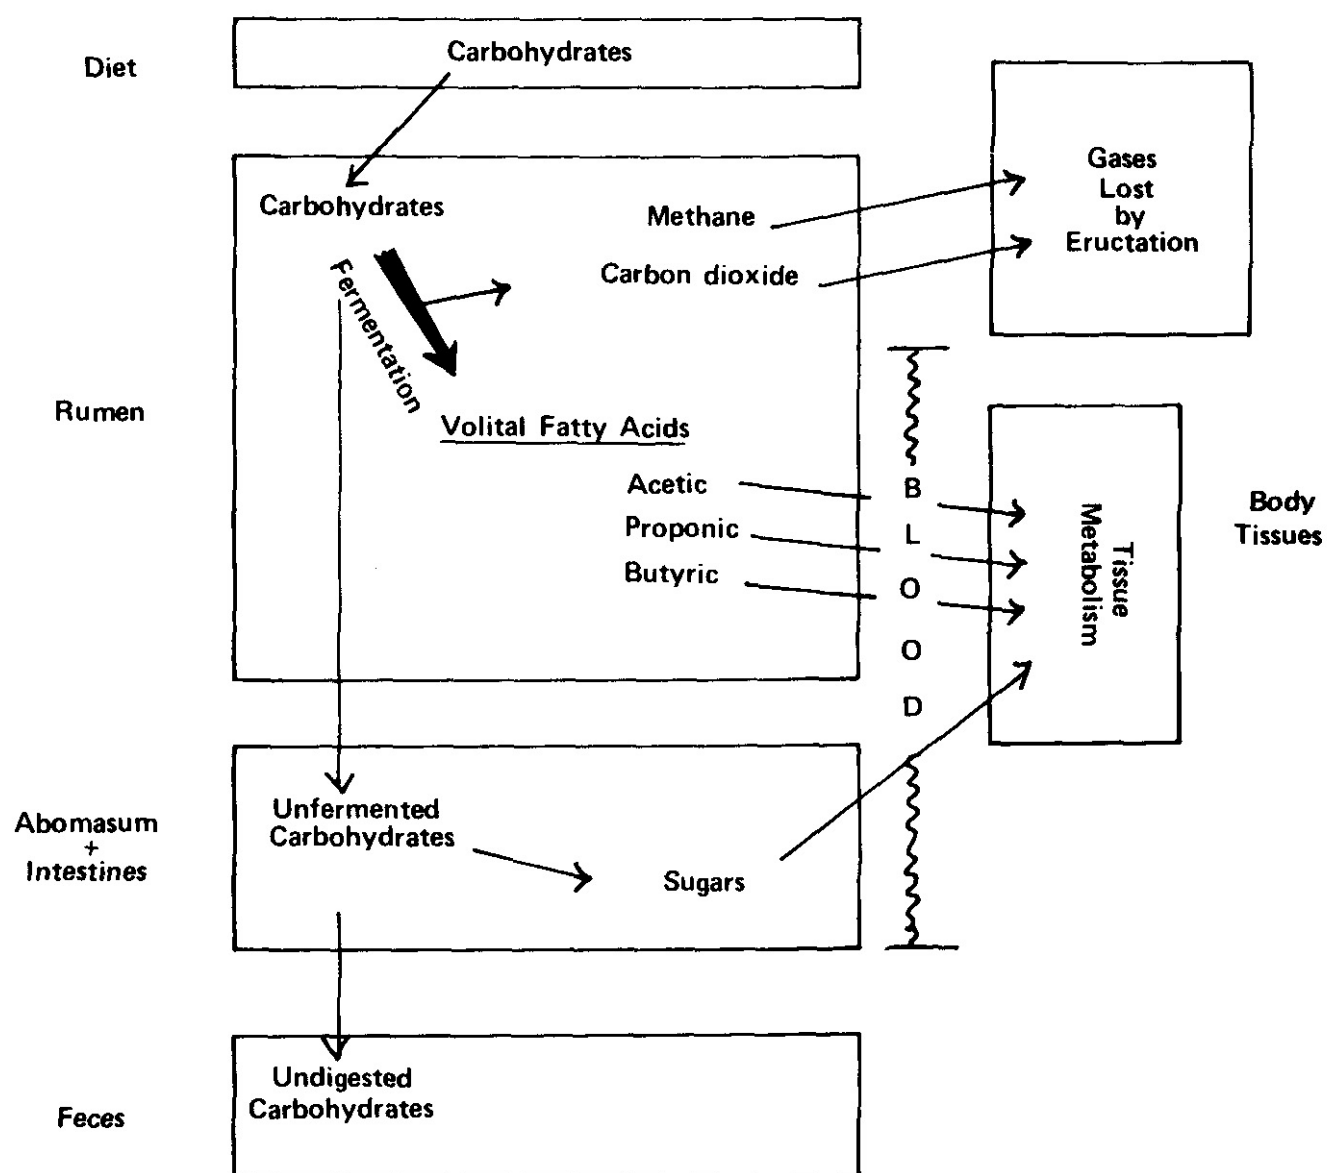 Diet
Carbohydrates
Rumen
Carbohydrates
Fermentation
Methane
Carbon dioxide
Gases
Lost
by
Eructation
Volital Fatty Acids
Acetic
Proponic
Butyric
BLOOD
Tissue
Metabolism
Body
Tissues
Abomasum
+
Intestines
Unfermented
Carbohydrates
Sugars
Feces
Undigested
Carbohydrates